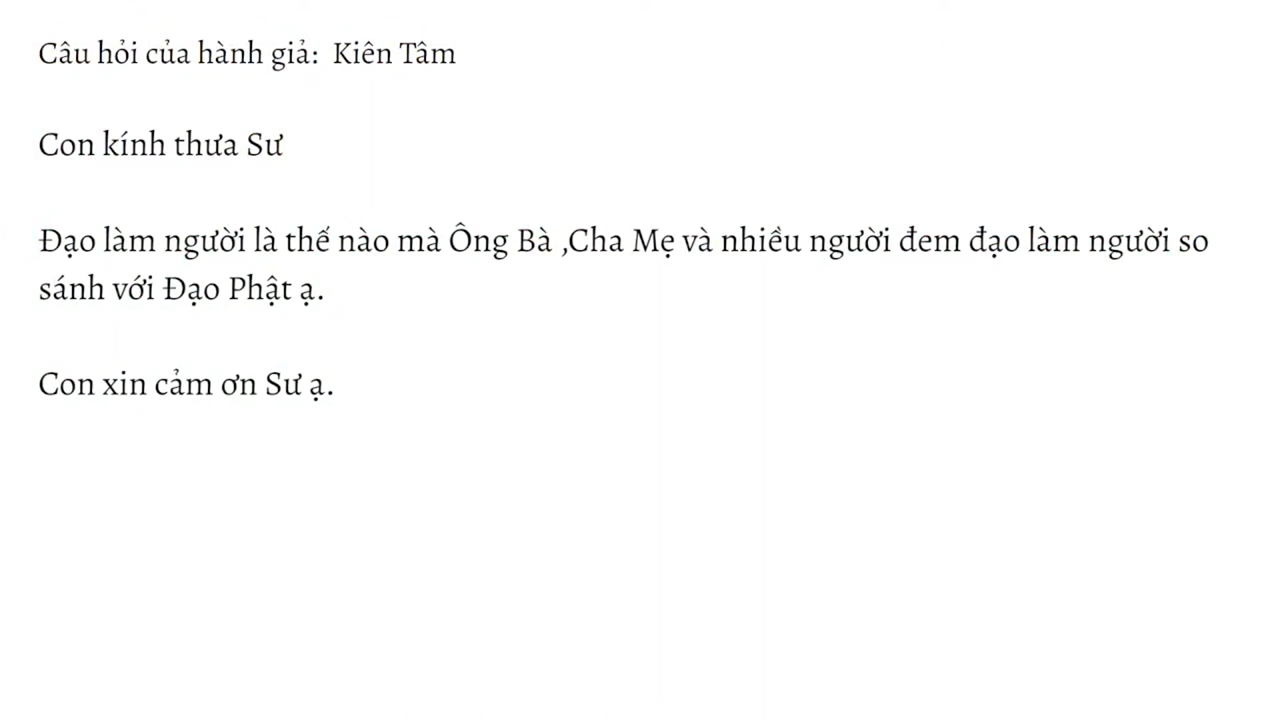 Câu hỏi của hành giả: Kiên Tâm
Con kính thưa Sư
Đạo làm người là thế nào mà Ông Bà ,Cha Mẹ và nhiều người đem đạo làm người so
sánh với Đạo Phật ạ.
Con xin cảm ơn Sư ạ.